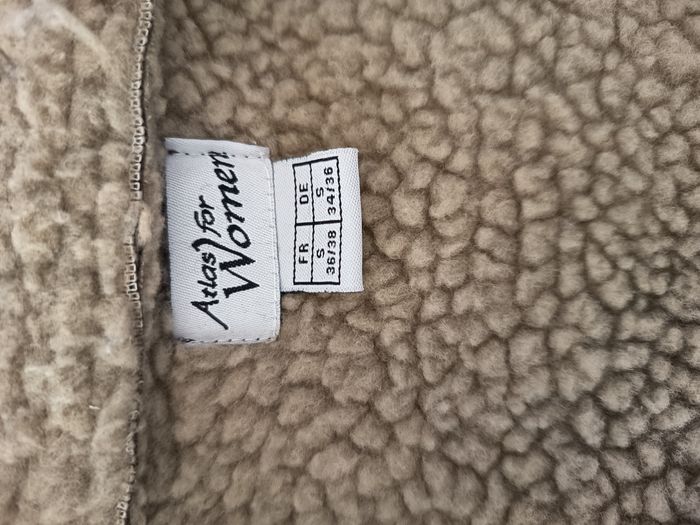 Atlas for
Women
FR DE
S S
36/38 34/36